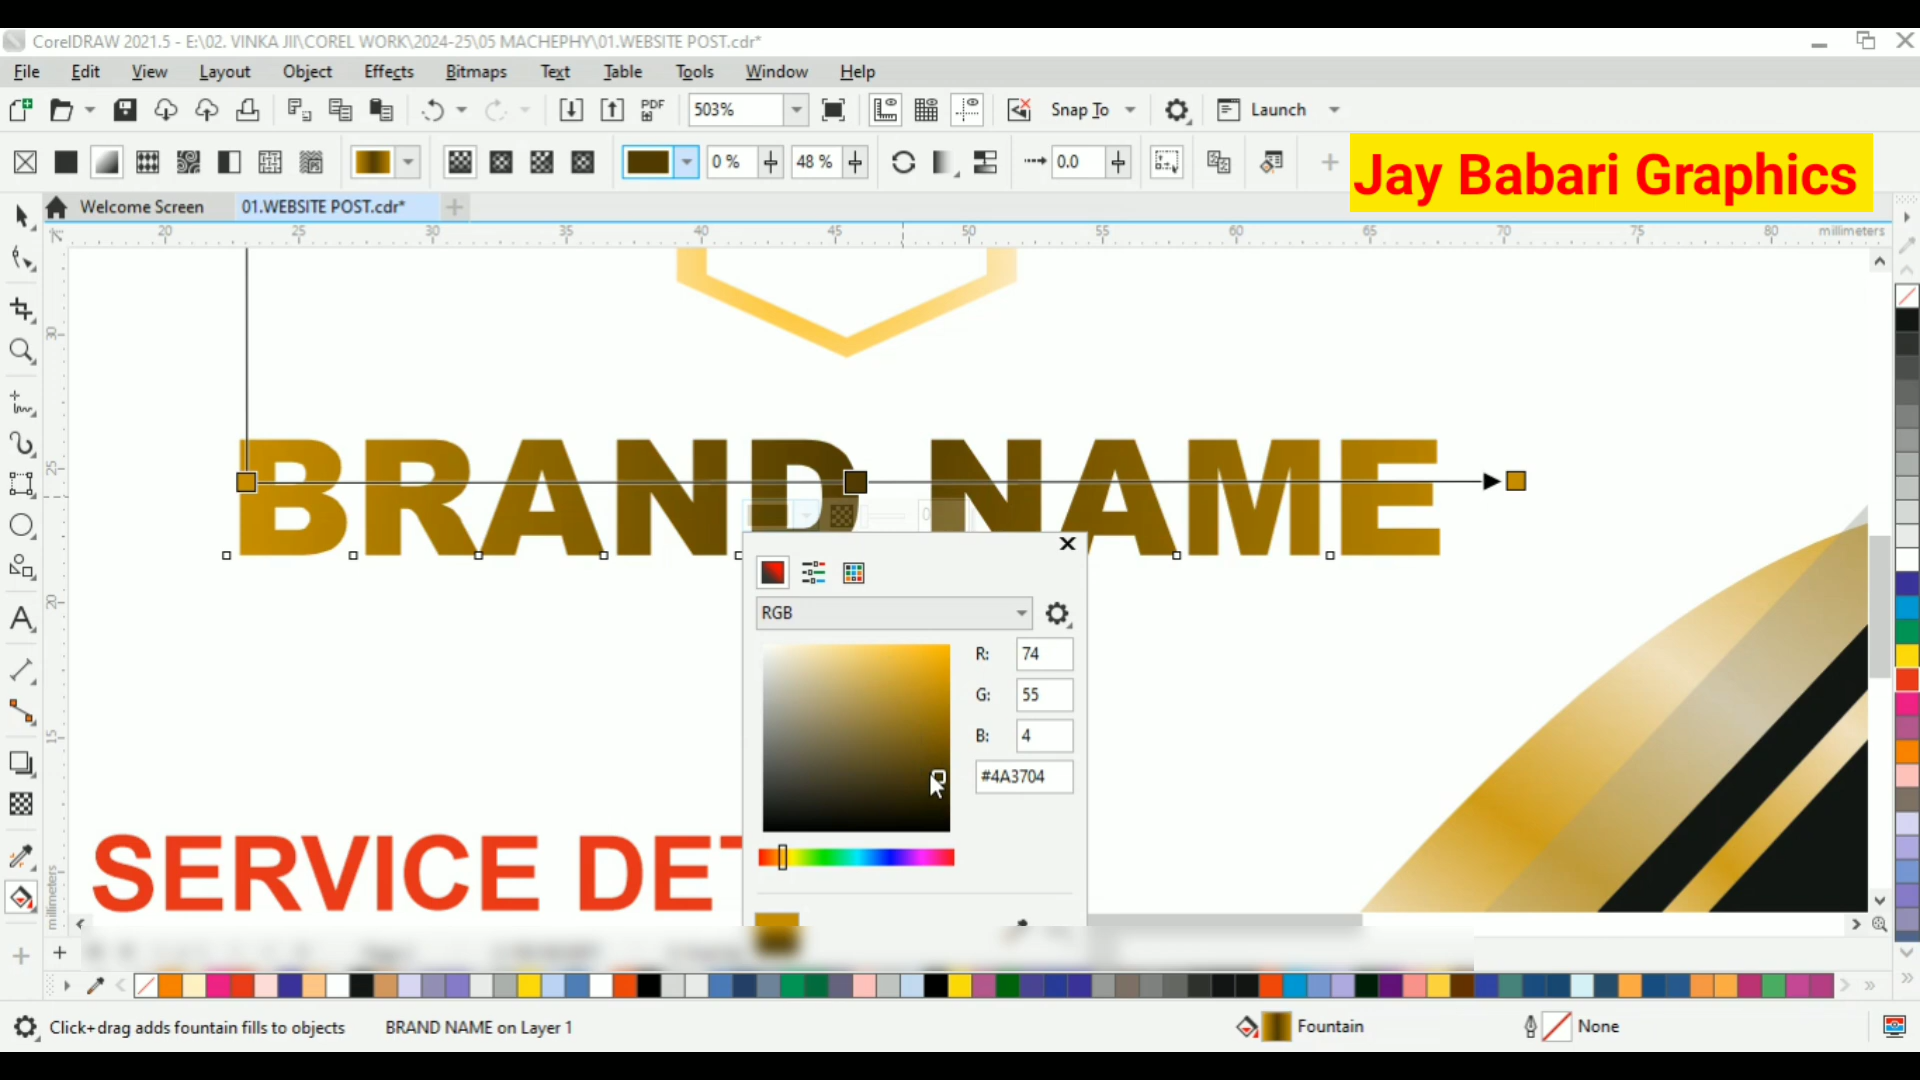 CorelDRAW 2021.5 - E:\02. VINKA JII\COREL WORK\2024-25\05 MACHEPHY\01.WEBSITE POST.cdr*
File Edit View Layout Object Effects Bitmaps Text Table Tools Window Help
PDF 503% Snap To Launch
0 % 48 % 0.0
Jay Babari Graphics
Welcome Screen 01.WEBSITE POST.cdr*
20 25 30 35 40 45 50 55 60 65 70 75 80 millimeters
30
25
20
15
millimeters
BRAND NAME
RGB
R: 74
G: 55
B: 4
#4A3704
SERVICE DET
Click+drag adds fountain fills to objects BRAND NAME on Layer 1 Fountain None